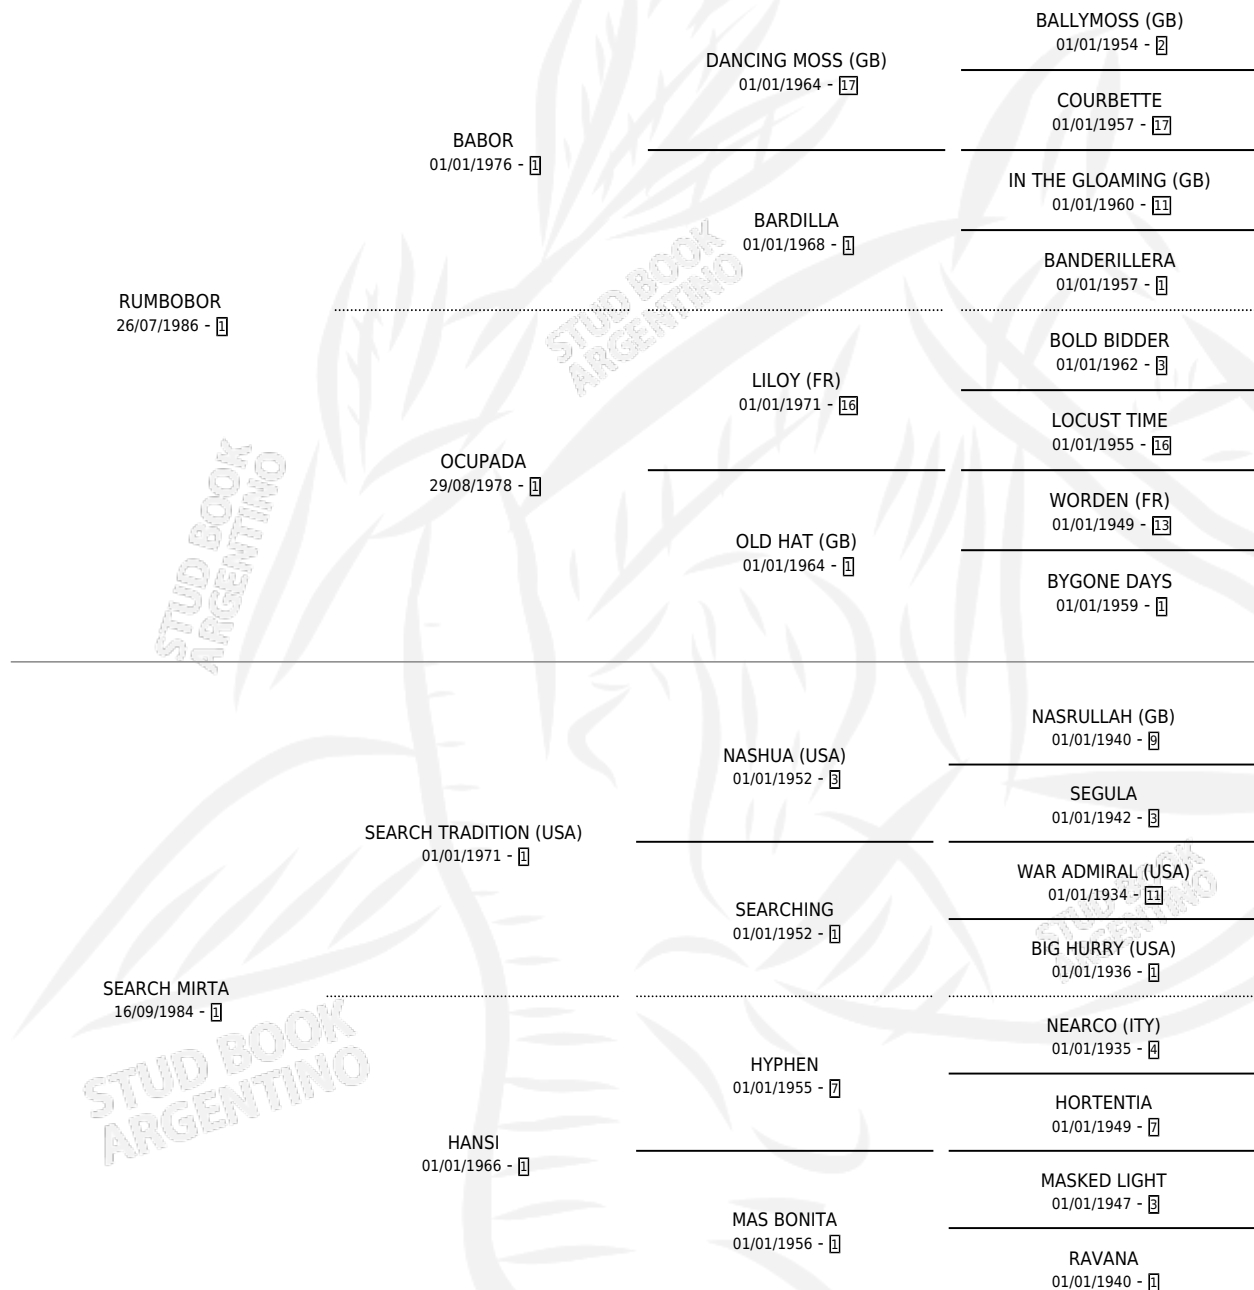 BALLYMOSS (GB)
01/01/1954 - 2
DANCING MOSS (GB)
01/01/1964 - 17
COURBETTE
01/01/1957 - 17
BABOR
01/01/1976 - 1
IN THE GLOAMING (GB)
01/01/1960 - 11
BARDILLA
01/01/1968 - 1
BANDERILLERA
01/01/1957 - 1
RUMBOBOR
26/07/1986 - 1
BOLD BIDDER
01/01/1962 - 3
LILOY (FR)
01/01/1971 - 16
LOCUST TIME
01/01/1955 - 16
OCUPADA
29/08/1978 - 1
WORDEN (FR)
01/01/1949 - 13
OLD HAT (GB)
01/01/1964 - 1
BYGONE DAYS
01/01/1959 - 1
NASRULLAH (GB)
01/01/1940 - 9
NASHUA (USA)
01/01/1952 - 3
SEGULA
01/01/1942 - 3
SEARCH TRADITION (USA)
01/01/1971 - 1
WAR ADMIRAL (USA)
01/01/1934 - 11
SEARCHING
01/01/1952 - 1
BIG HURRY (USA)
01/01/1936 - 1
SEARCH MIRTA
16/09/1984 - 1
NEARCO (ITY)
01/01/1935 - 4
HYPHEN
01/01/1955 - 7
HORTENTIA
01/01/1949 - 7
HANSI
01/01/1966 - 1
MASKED LIGHT
01/01/1947 - 3
MAS BONITA
01/01/1956 - 1
RAVANA
01/01/1940 - 1
STUD BOOK
ARGENTINO
STUD BOOK
ARGENTINO
STUD BOOK
ARGENTINO
STUD BOOK
ARGENTINO